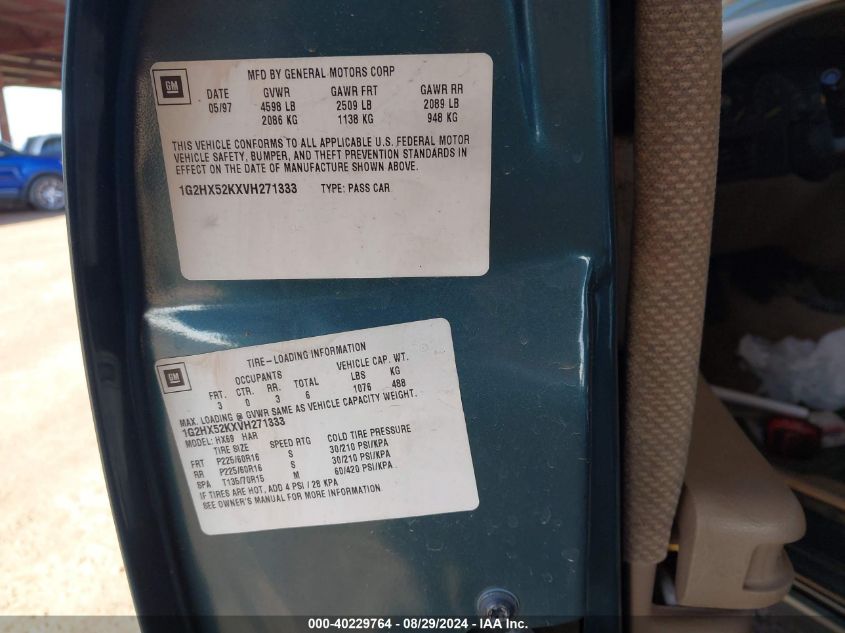 GM
MFD BY GENERAL MOTORS CORP
DATE GVWR GAWR FRT GAWR RR
05/97 4598 LB 2509 LB 2089 LB
2086 KG 1138 KG 948 KG
THIS VEHICLE CONFORMS TO ALL APPLICABLE U.S. FEDERAL MOTOR
VEHICLE SAFETY, BUMPER, AND THEFT PREVENTION STANDARDS IN
EFFECT ON THE DATE OF MANUFACTURE SHOWN ABOVE.
1G2HX52KXVH271333 TYPE: PASS CAR
GM
TIRE-LOADING INFORMATION
OCCUPANTS VEHICLE CAP. WT.
FRT. CTR. RR. TOTAL LBS KG
3 0 3 6 1076 488
MAX. LOADING @ GVWR SAME AS VEHICLE CAPACITY WEIGHT.
1G2HX52KXVH271333
MODEL: HX69 HAR
TIRE SIZE SPEED RTG COLD TIRE PRESSURE
FRT P225/60R16 S 30/210 PSI/KPA
RR P225/60R16 S 30/210 PSI/KPA
SPA T135/70R15 M 60/420 PSI/KPA
IF TIRES ARE HOT, ADD 4 PSI/28 KPA
SEE OWNER'S MANUAL FOR MORE INFORMATION
000-40229764 - 08/29/2024 - IAA, Inc.